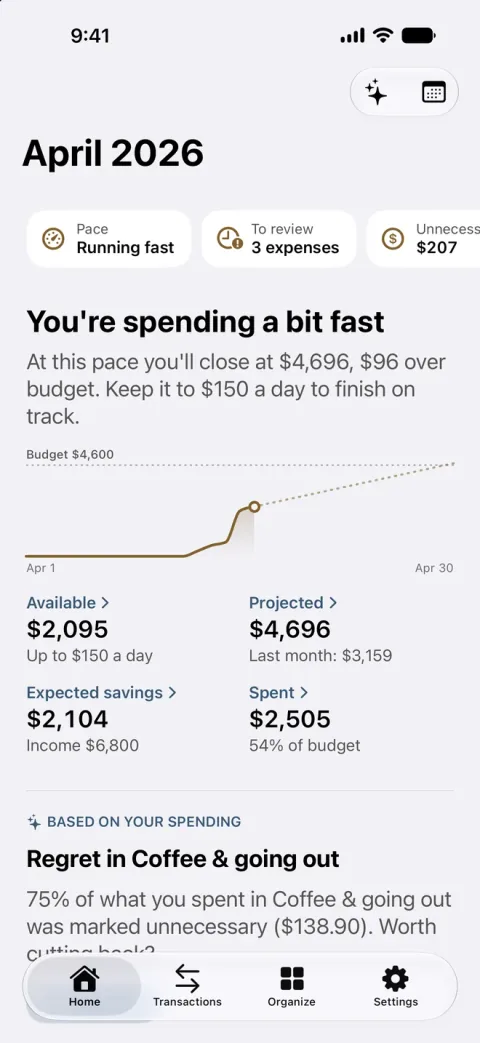 9:41
April 2026
Pace
Running fast
To review
3 expenses
Unnecess
$207
You're spending a bit fast
At this pace you'll close at $4,696, $96 over
budget. Keep it to $150 a day to finish on
track.
Budget $4,600
Apr 1
Apr 30
Available
$2,095
Up to $150 a day
Projected
$4,696
Last month: $3,159
Expected savings
$2,104
Income $6,800
Spent
$2,505
54% of budget
BASED ON YOUR SPENDING
Regret in Coffee & going out
75% of what you spent in Coffee & going out
was marked unnecessary ($138.90). Worth
cutting back?
Home
Transactions
Organize
Settings